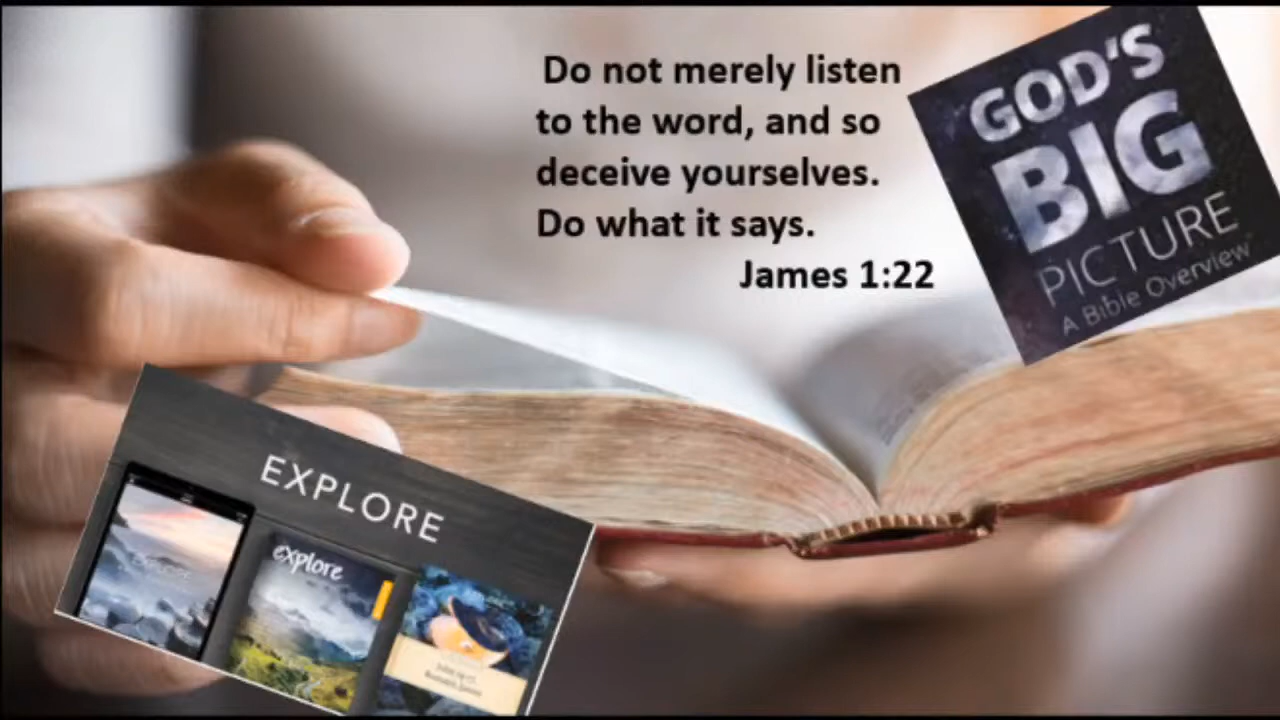 Do not merely listen
to the word, and so
deceive yourselves.
Do what it says.
James 1:22
GOD'S
BIG
PICTURE
A Bible Overview
EXPLORE
explore